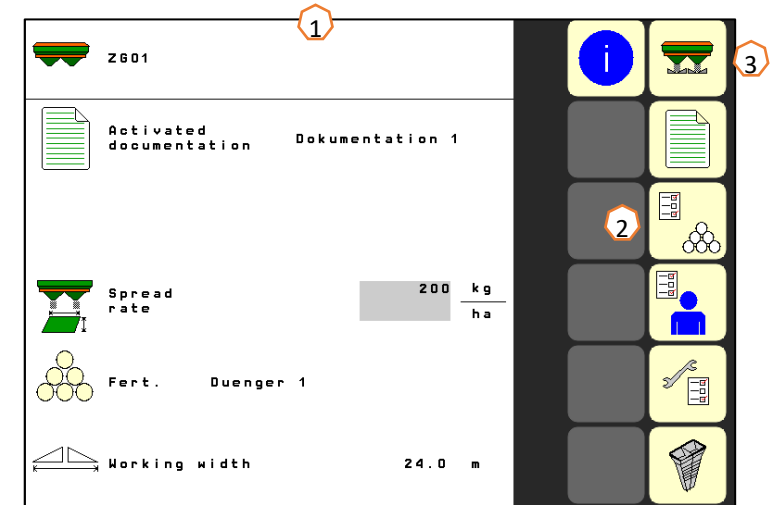 1
ZG01
i
3
Activated
documentation
Dokumentation 1
2
Spread
rate
200 kg
ha
Fert. Duenger 1
Working width 24.0 m